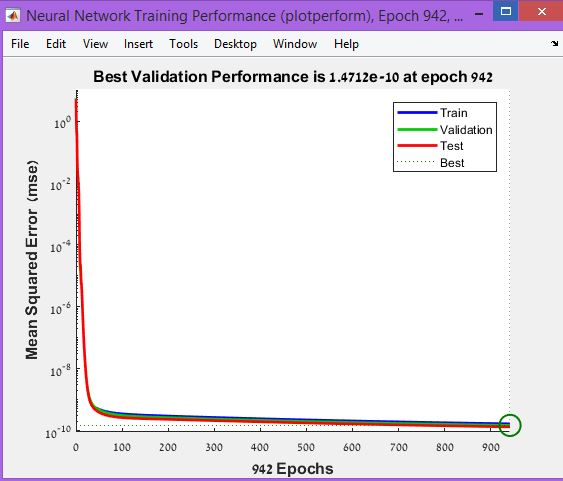 Neural Network Training Performance (plotperform), Epoch 942, ...
File Edit View Insert Tools Desktop Window Help
Best Validation Performance is 1.4712e-10 at epoch 942
Train
Validation
Test
Best
Mean Squared Error (mse)
10⁰
10⁻²
10⁻⁴
10⁻⁶
10⁻⁸
10⁻¹⁰
0 100 200 300 400 500 600 700 800 900
942 Epochs